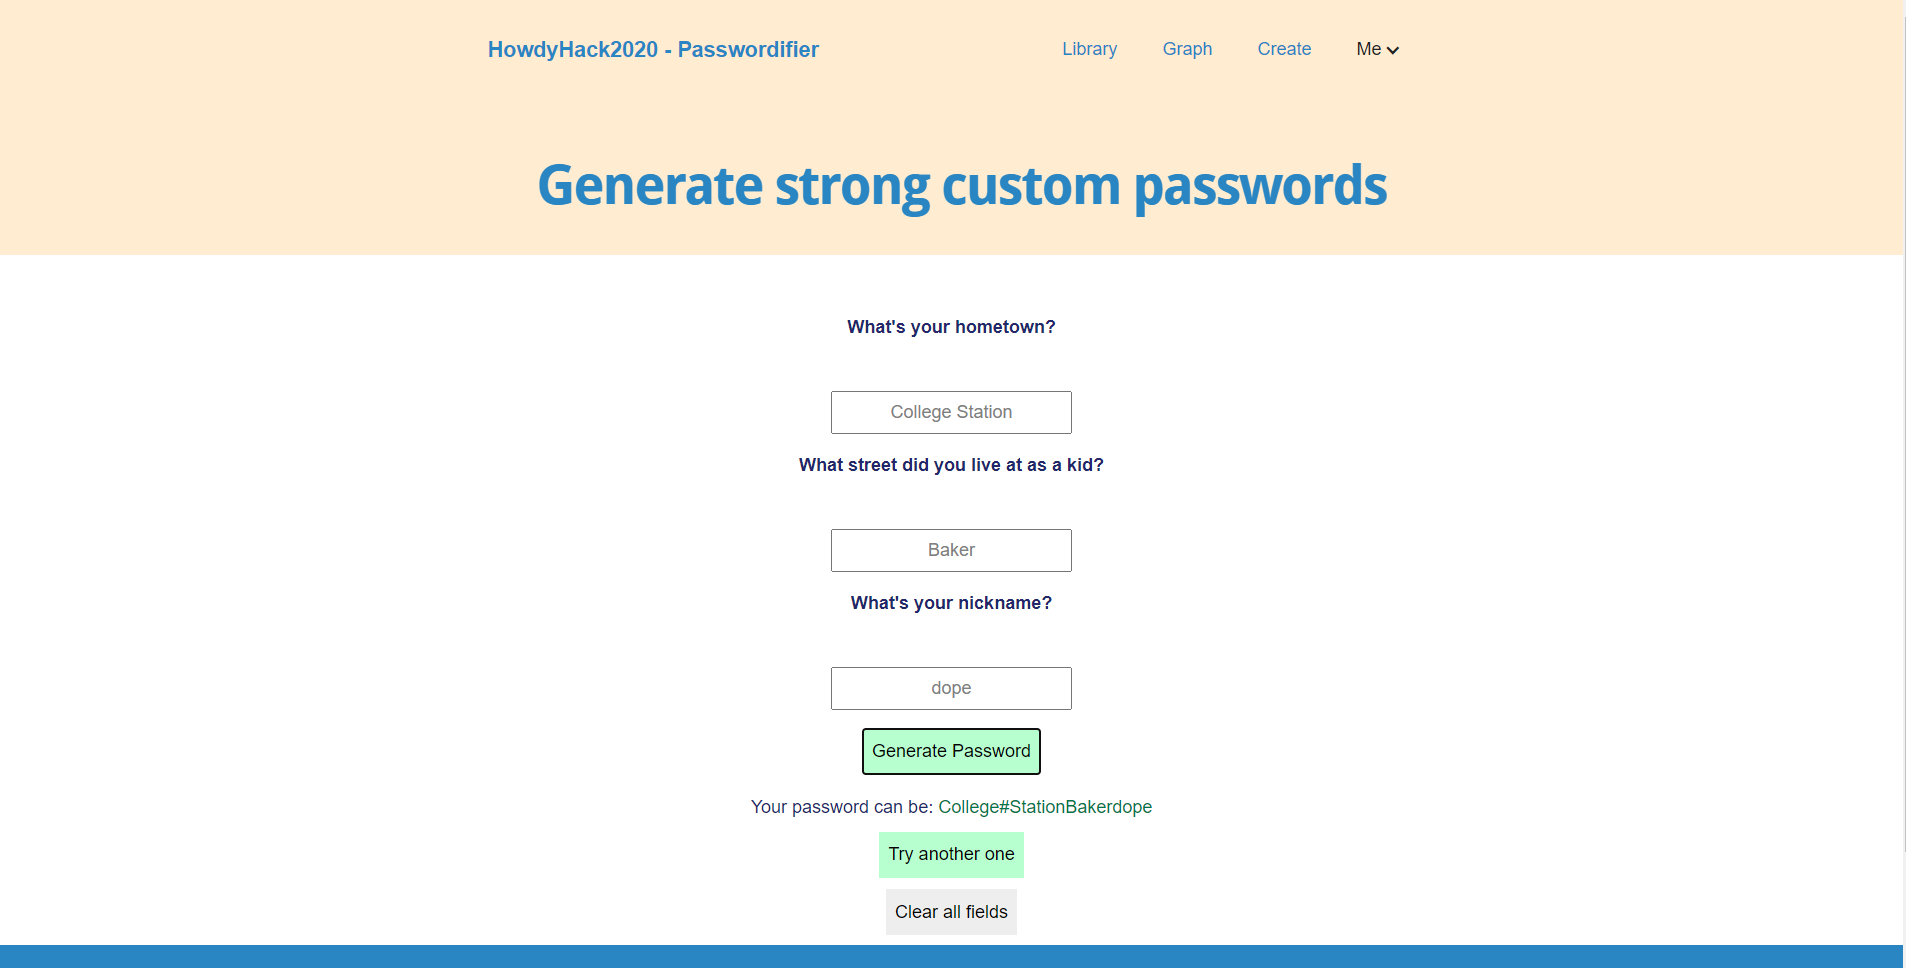 HowdyHack2020 - Passwordifier Library Graph Create Me
Generate strong custom passwords
What's your hometown?
College Station
What street did you live at as a kid?
Baker
What's your nickname?
dope
Generate Password
Your password can be: College#StationBakerdope
Try another one
Clear all fields